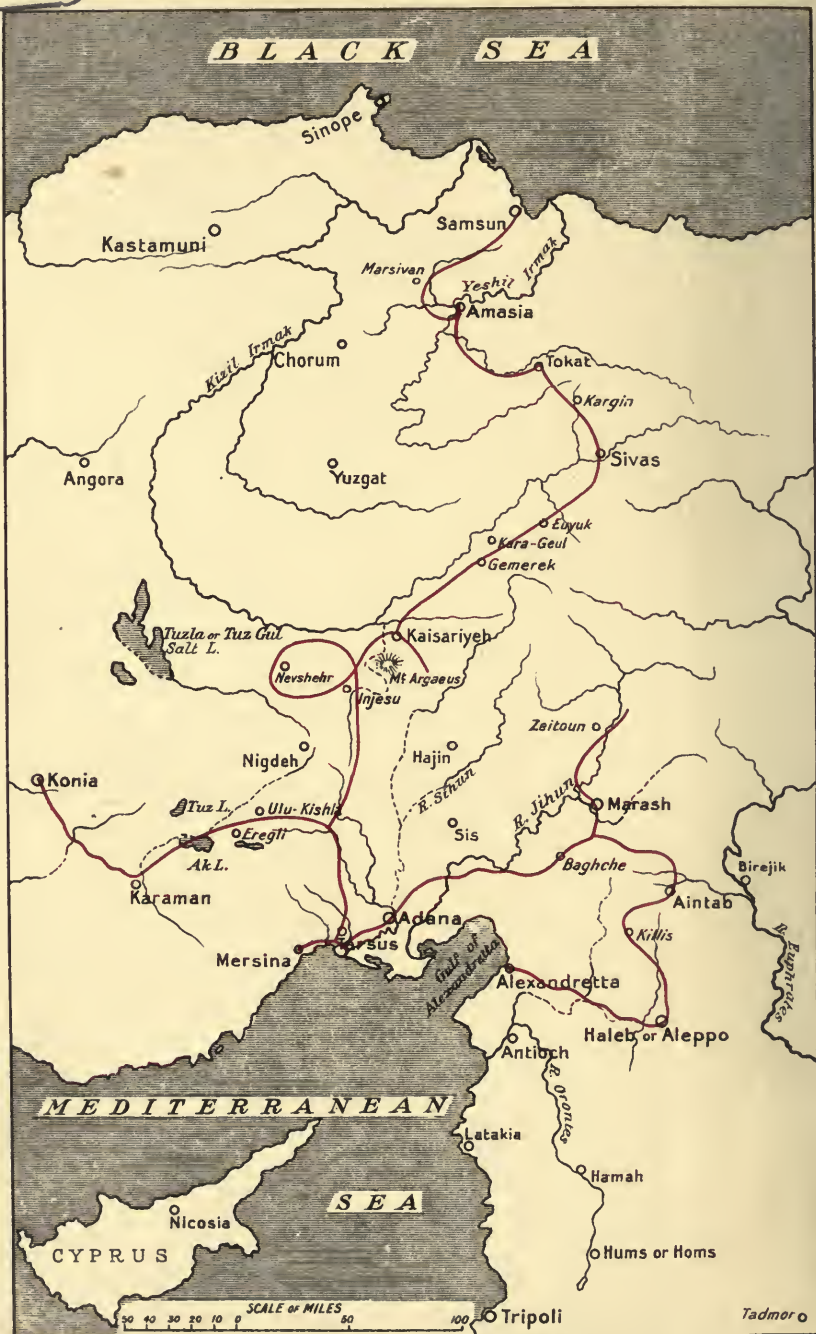 BLACK SEA
Sinope
Samsun
Kastamuni
Marsivan
Yeshil Irmak
Amasia
Kizil Irmak
Chorum
Tokat
Kargin
Angora
Yuzgat
Sivas
Euyuk
Kara-Geul
Gemerek
Tuzla or Tuz Gul
Salt L.
Kaisariyeh
Nevshehr
Mt Argaeus
Injesu
Zeitoun
Nigdeh
Hajin
R. Sihun
Konia
Tuz L.
Ulu-Kishla
R. Jihun
Marash
Eregli
Sis
Ak L.
Baghche
Birejik
Karaman
Aintab
Adana
Tarsus
Killis
Mersina
Gulf of
Alexandretta
Alexandretta
R. Euphrates
Haleb or Aleppo
Antioch
R. Orontes
MEDITERRANEAN
Latakia
Hamah
SEA
Nicosia
CYPRUS
Hums or Homs
SCALE OF MILES
50 40 30 20 10 0 50 100
Tripoli
Tadmor